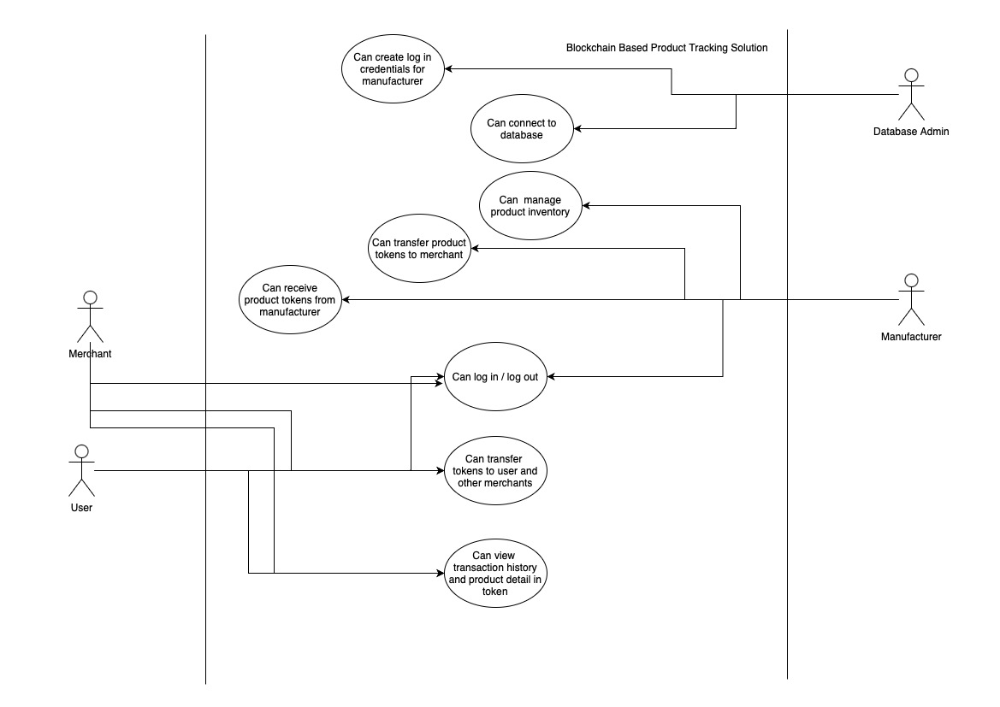 Blockchain Based Product Tracking Solution
Can create log in
credentials for
manufacturer
Database Admin
Can connect to
database
Can manage
product inventory
Can transfer product
tokens to merchant
Can receive
product tokens from
manufacturer
Manufacturer
Merchant
Can log in / log out
Can transfer
tokens to user and
other merchants
User
Can view
transaction history
and product detail in
token